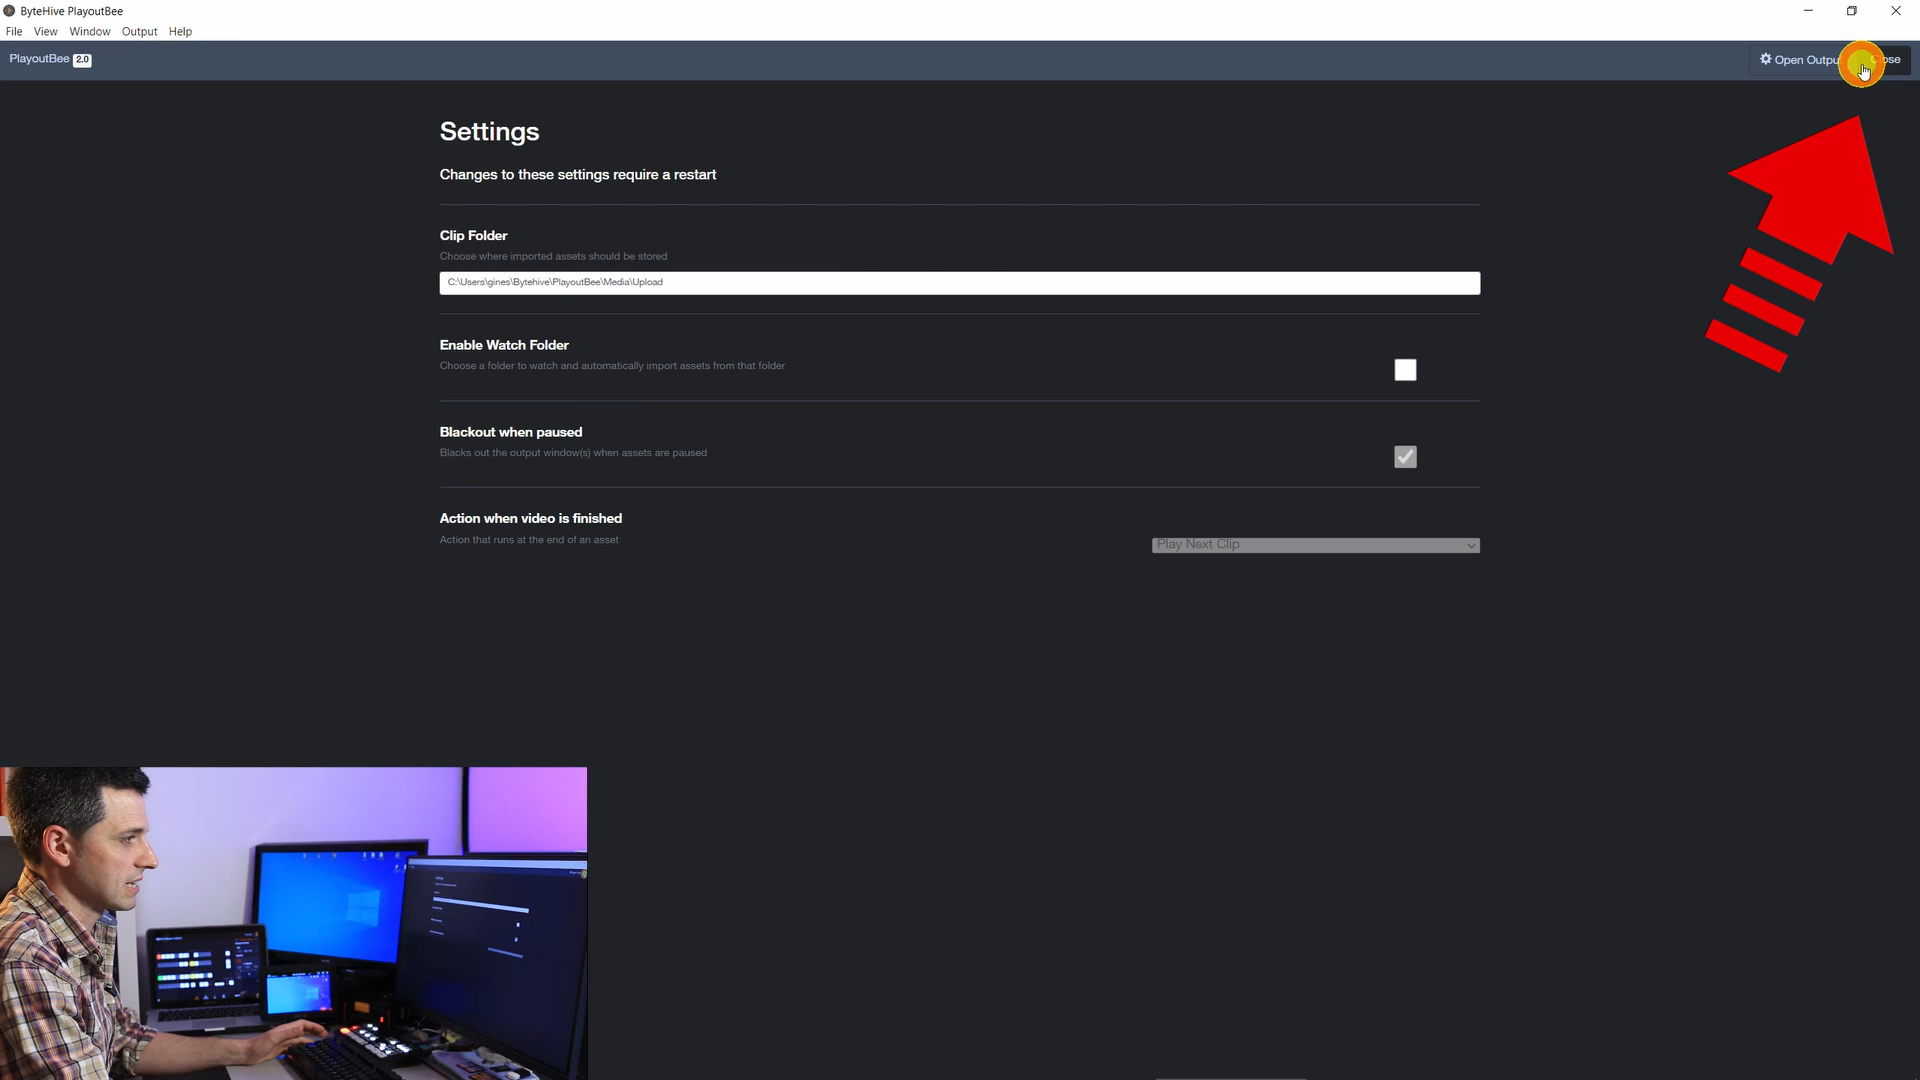 ByteHive PlayoutBee
File View Window Output Help
PlayoutBee 2.0
Open Outpu
ose
Settings
Changes to these settings require a restart
Clip Folder
Choose where imported assets should be stored
C:\Users\gines\Bytehive\PlayoutBee\Media\Upload
Enable Watch Folder
Choose a folder to watch and automatically import assets from that folder
Blackout when paused
Blacks out the output window(s) when assets are paused
Action when video is finished
Action that runs at the end of an asset
Play Next Clip